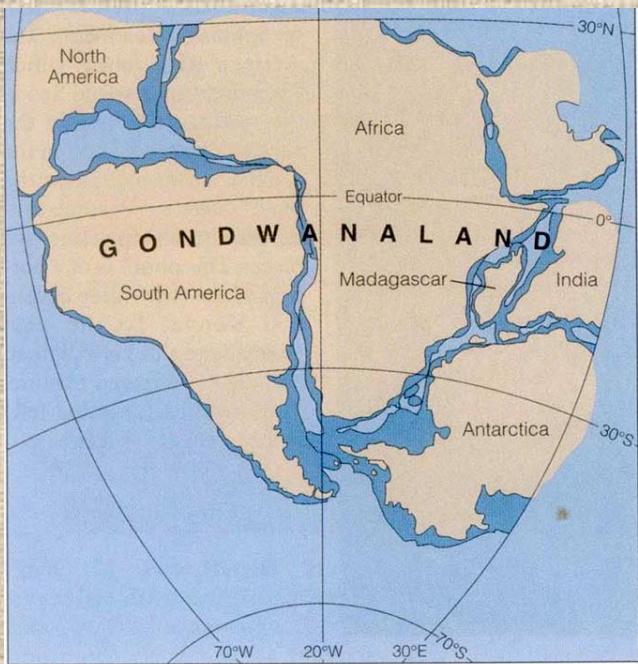 30°N
North
America
Africa
Equator
0°
GONDWANALAND
Madagascar
India
South America
Antarctica
30°S
70°W 20°W 30°E 70°S